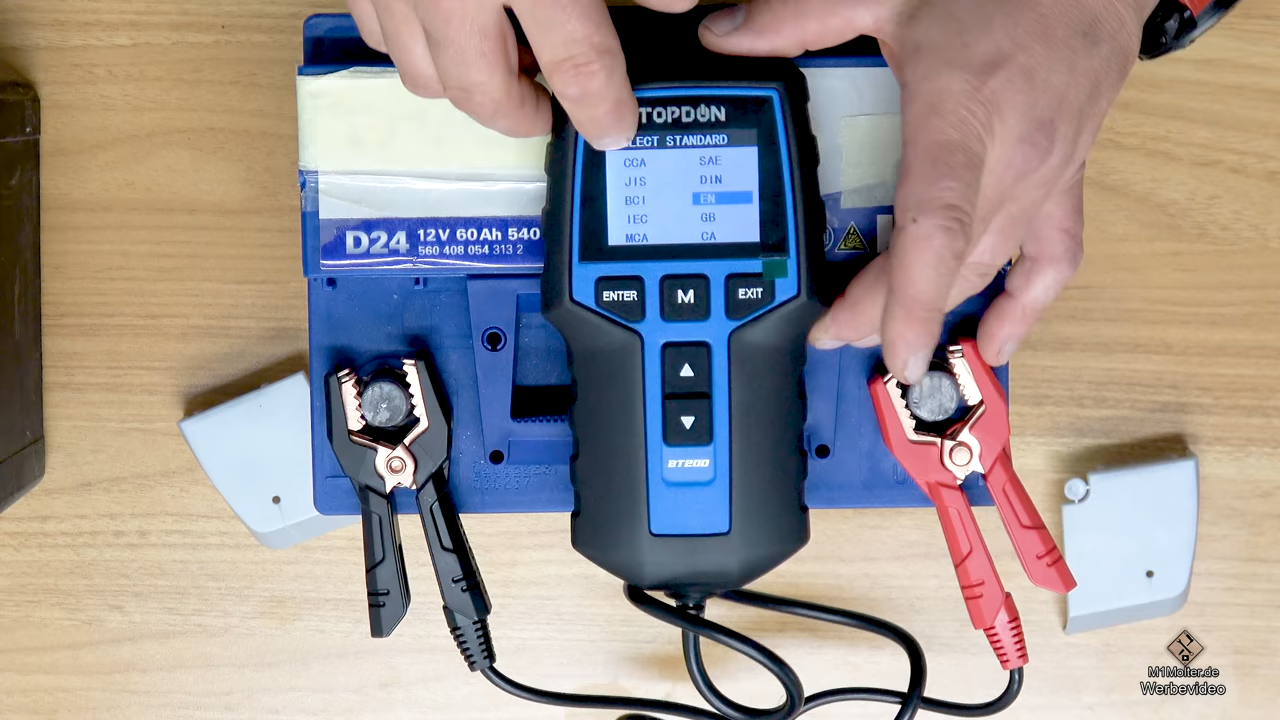 TOPDON
LECT STANDARD
CCA SAE
JIS DIN
BCI EN
IEC GB
MCA CA
D24 12V 60Ah 540
560 408 054 313 2
ENTER M EXIT
BT200
M1Molter.de
Werbevideo